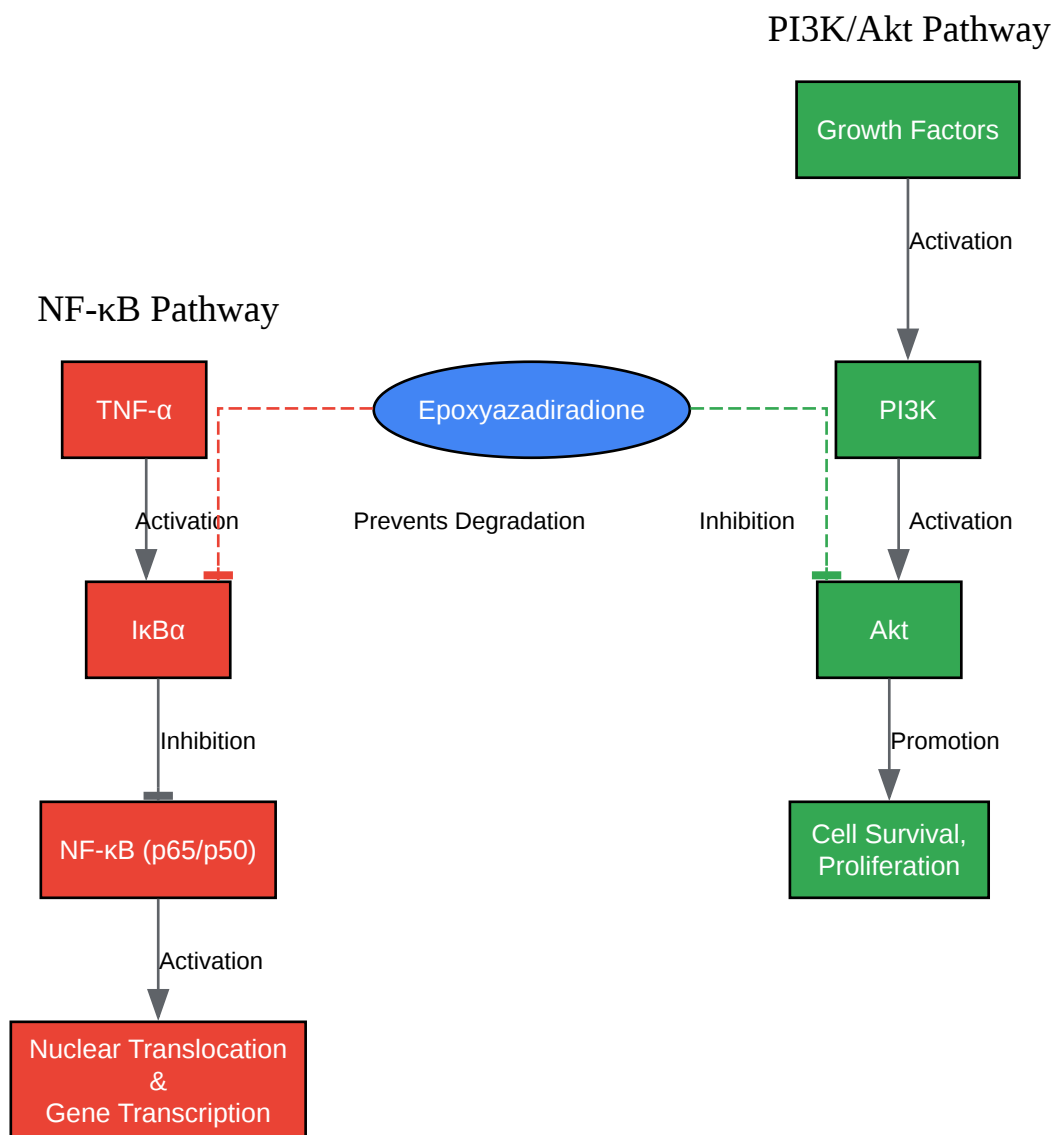 PI3K/Akt Pathway
Growth Factors
Activation
NF-κB Pathway
TNF-α
Epoxyazadiradione
PI3K
Activation
Prevents Degradation
Inhibition
Activation
IκBα
Akt
Inhibition
Promotion
NF-κB (p65/p50)
Cell Survival,
Proliferation
Activation
Nuclear Translocation
&
Gene Transcription